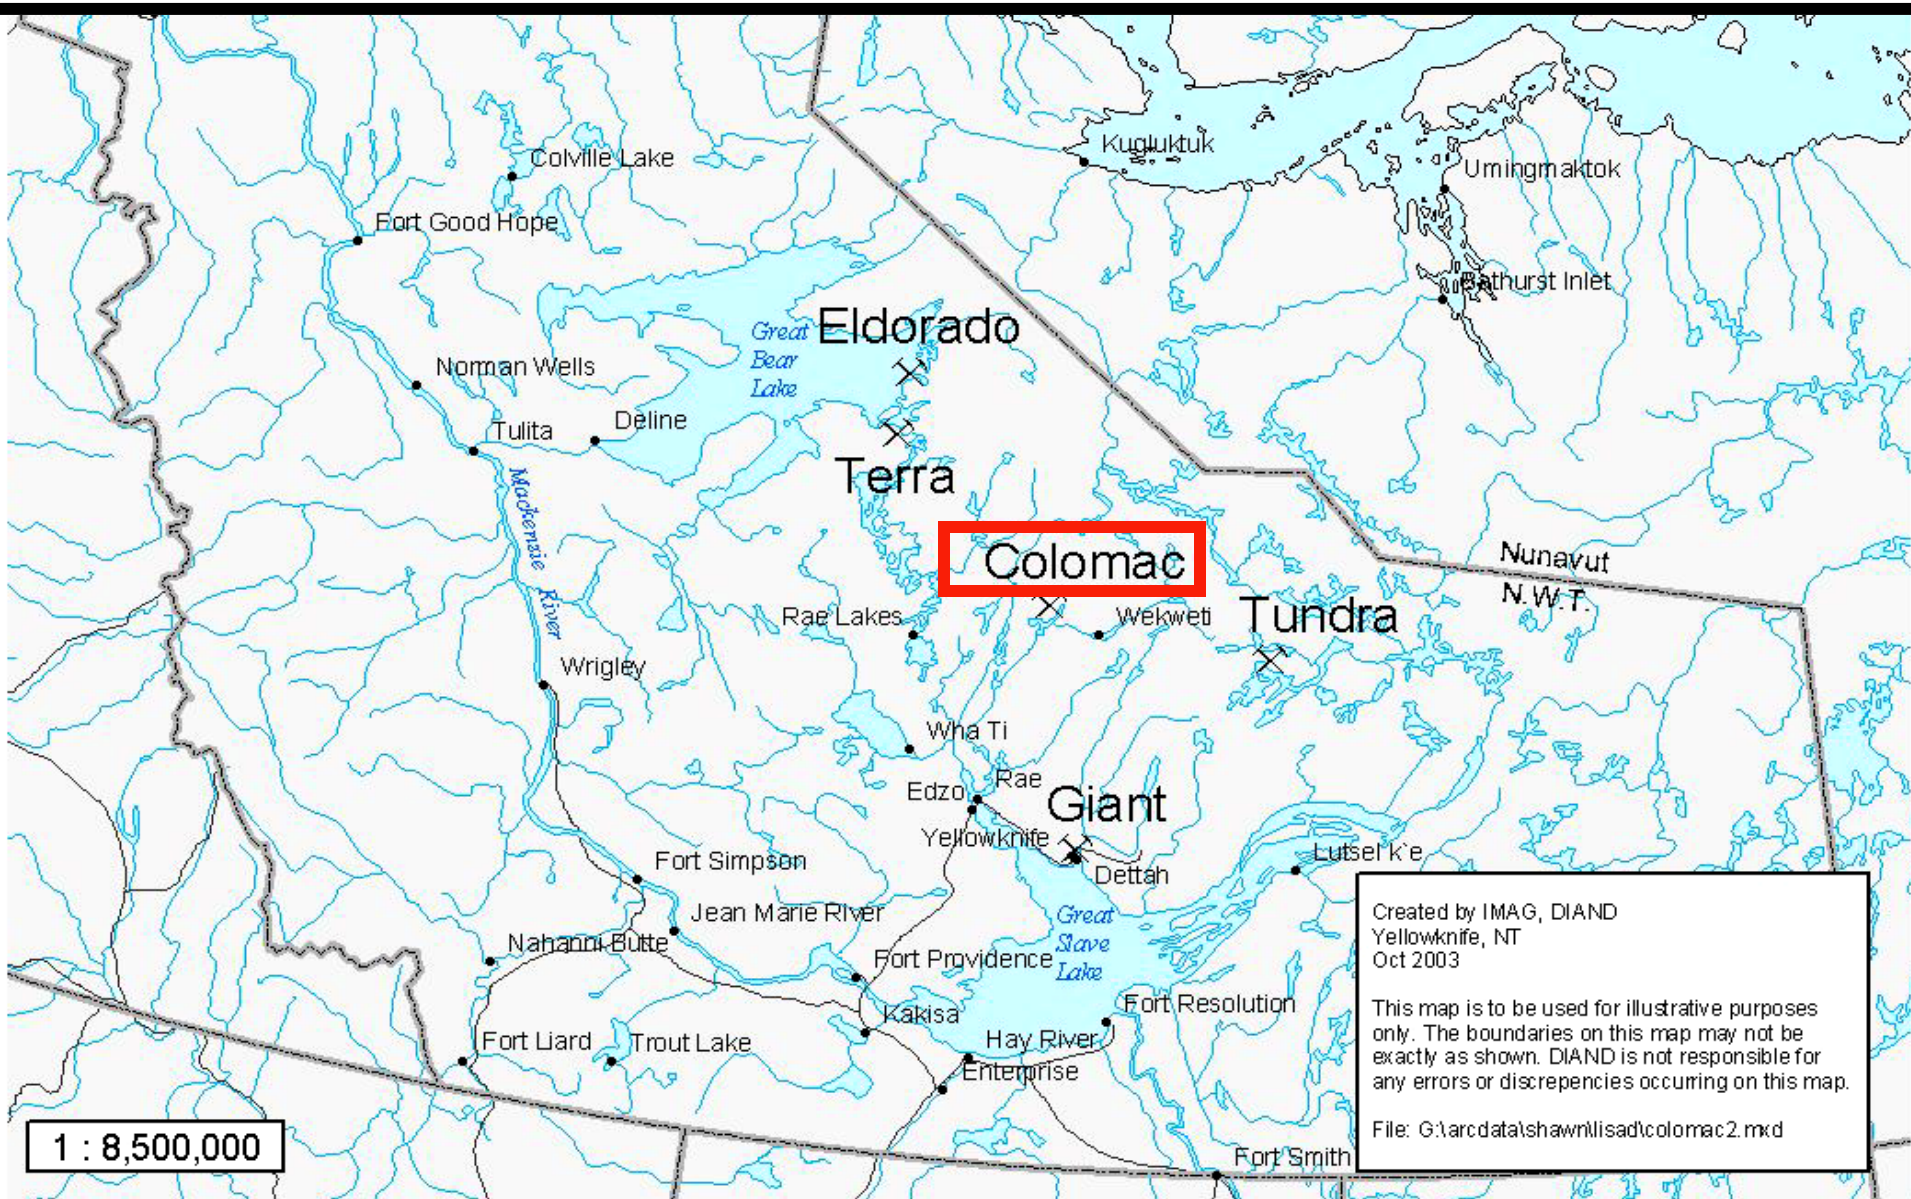 Kugluktuk
Colville Lake
Umingmaktok
Fort Good Hope
Bathurst Inlet
Great
Bear
Lake
Eldorado
Norman Wells
Deline
Tulita
Terra
Mackenzie River
Colomac
Nunavut
N.W.T.
Rae Lakes
Wekweti
Tundra
Wrigley
Wha Ti
Rae
Edzo
Giant
Yellowknife
Dettah
Lutsel k`e
Fort Simpson
Jean Marie River
Nahanni Butte
Great
Slave
Lake
Fort Providence
Fort Resolution
Kakisa
Hay River
Enterprise
Fort Liard
Trout Lake
Fort Smith
1 : 8,500,000
Created by IMAG, DIAND
Yellowknife, NT
Oct 2003
This map is to be used for illustrative purposes
only. The boundaries on this map may not be
exactly as shown. DIAND is not responsible for
any errors or discrepencies occurring on this map.
File: G:\arcdata\shawn\lisad\colomac2.mxd